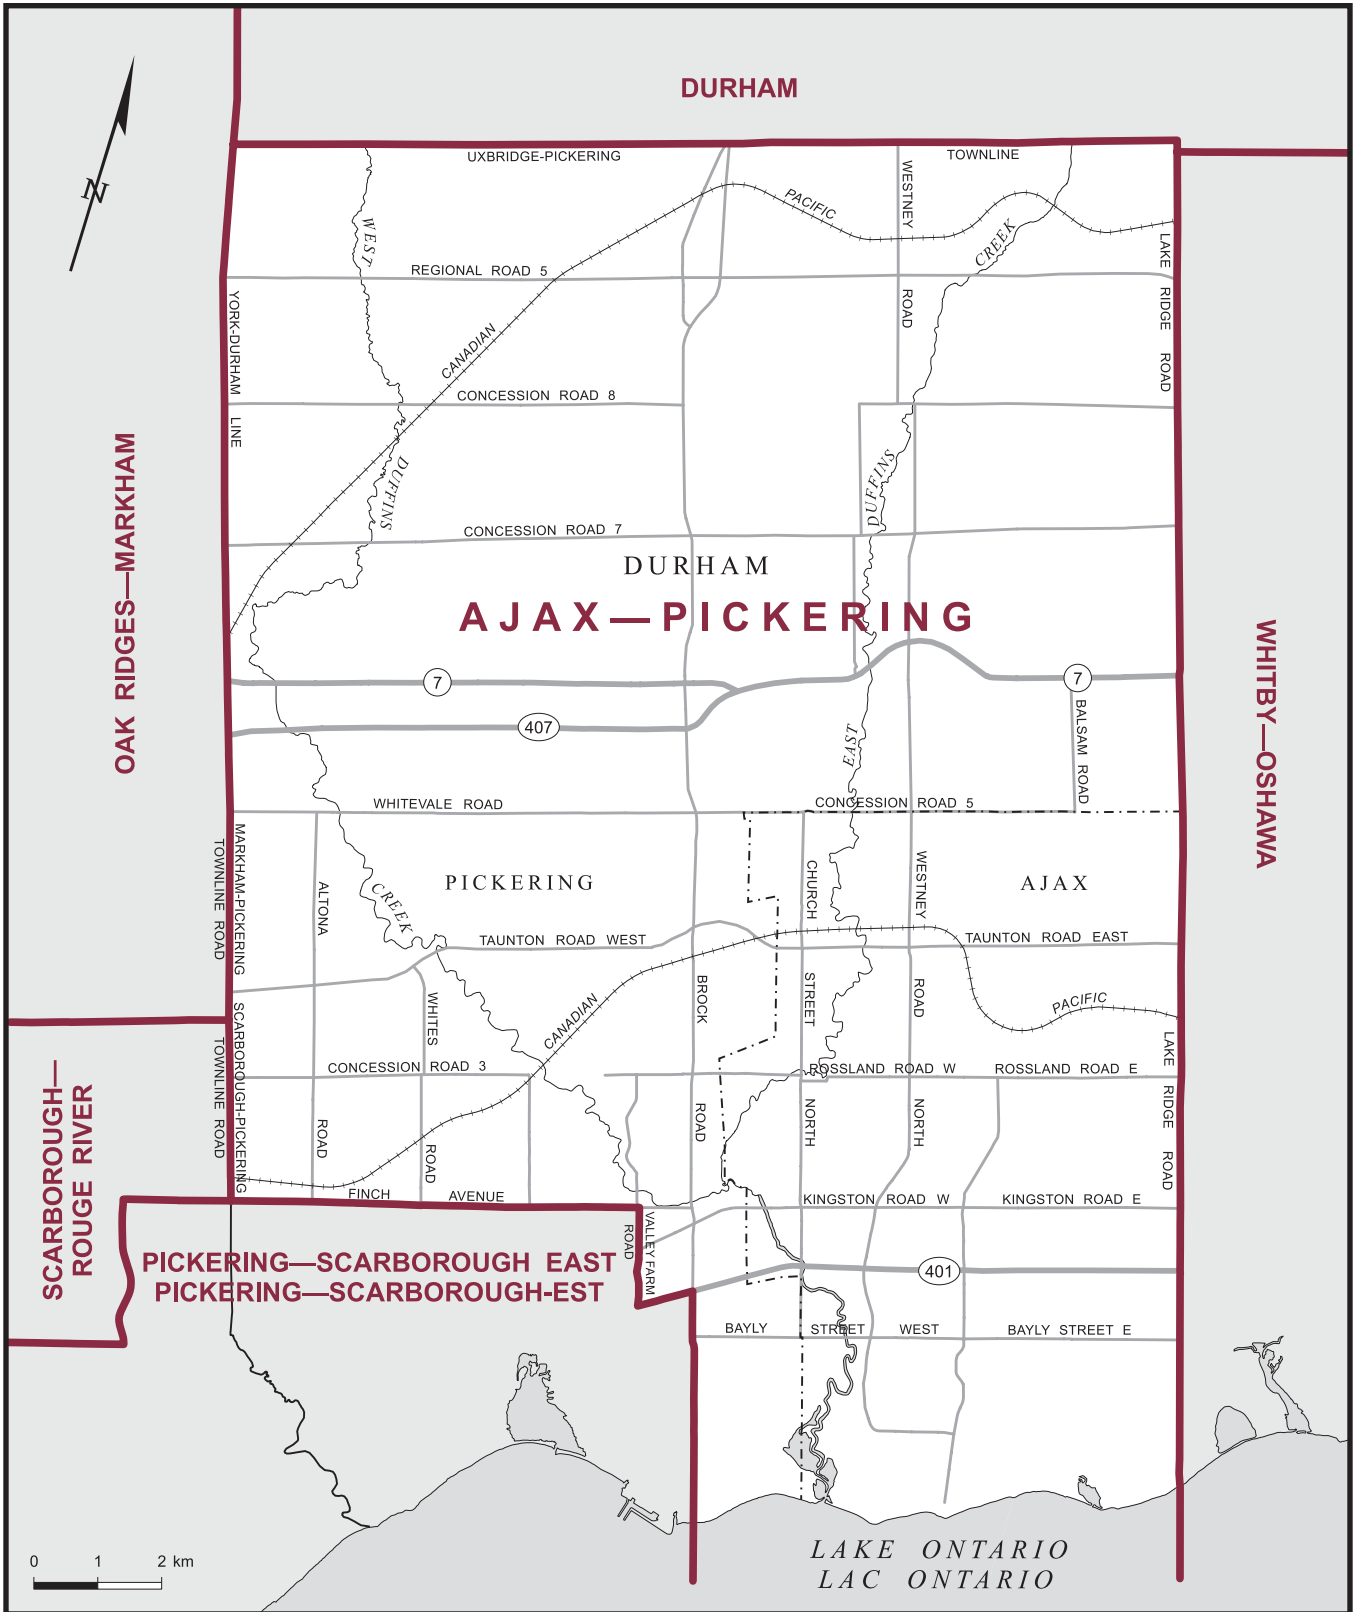 DURHAM
UXBRIDGE-PICKERING
TOWNLINE
N
WEST
PACIFIC
WESTNEY
CREEK
LAKE
REGIONAL ROAD 5
YORK-DURHAM
ROAD
RIDGE
CANADIAN
ROAD
CONCESSION ROAD 8
LINE
OAK RIDGES—MARKHAM
DUFFINS
DUFFINS
CONCESSION ROAD 7
DURHAM
AJAX—PICKERING
WHITBY—OSHAWA
7
7
407
BALSAM ROAD
EAST
WHITEVALE ROAD
CONCESSION ROAD 5
MARKHAM-PICKERING
TOWNLINE ROAD
ALTONA
CREEK
PICKERING
CHURCH
WESTNEY
AJAX
TAUNTON ROAD WEST
TAUNTON ROAD EAST
BROCK
STREET
ROAD
WHITES
CANADIAN
PACIFIC
SCARBOROUGH-PICKERING
TOWNLINE ROAD
LAKE
CONCESSION ROAD 3
ROSSLAND ROAD W
ROSSLAND ROAD E
SCARBOROUGH—
ROUGE RIVER
ROAD
ROAD
ROAD
NORTH
NORTH
RIDGE
ROAD
FINCH
AVENUE
KINGSTON ROAD W
KINGSTON ROAD E
VALLEY FARM
ROAD
PICKERING—SCARBOROUGH EAST
PICKERING—SCARBOROUGH-EST
401
BAYLY
STREET
WEST
BAYLY STREET E
LAKE ONTARIO
LAC ONTARIO
0 1 2 km